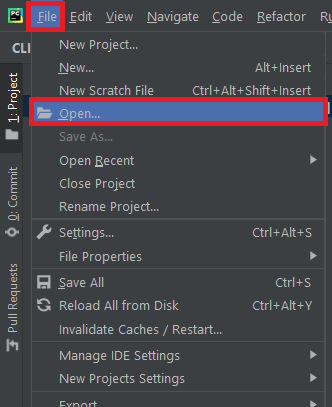 PC File Edit View Navigate Code Refactor
CLI
New Project...
New... Alt+Insert
New Scratch File Ctrl+Alt+Shift+Insert
Open...
Save As...
Open Recent
Close Project
Rename Project...
Settings... Ctrl+Alt+S
File Properties
Save All Ctrl+S
Reload All from Disk Ctrl+Alt+Y
Invalidate Caches / Restart...
Manage IDE Settings
New Projects Settings
Export
1: Project
0: Commit
Pull Requests